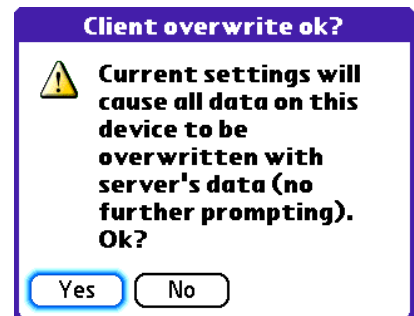 Client overwrite ok?
Current settings will
cause all data on this
device to be
overwritten with
server's data (no
further prompting).
Ok?
Yes No